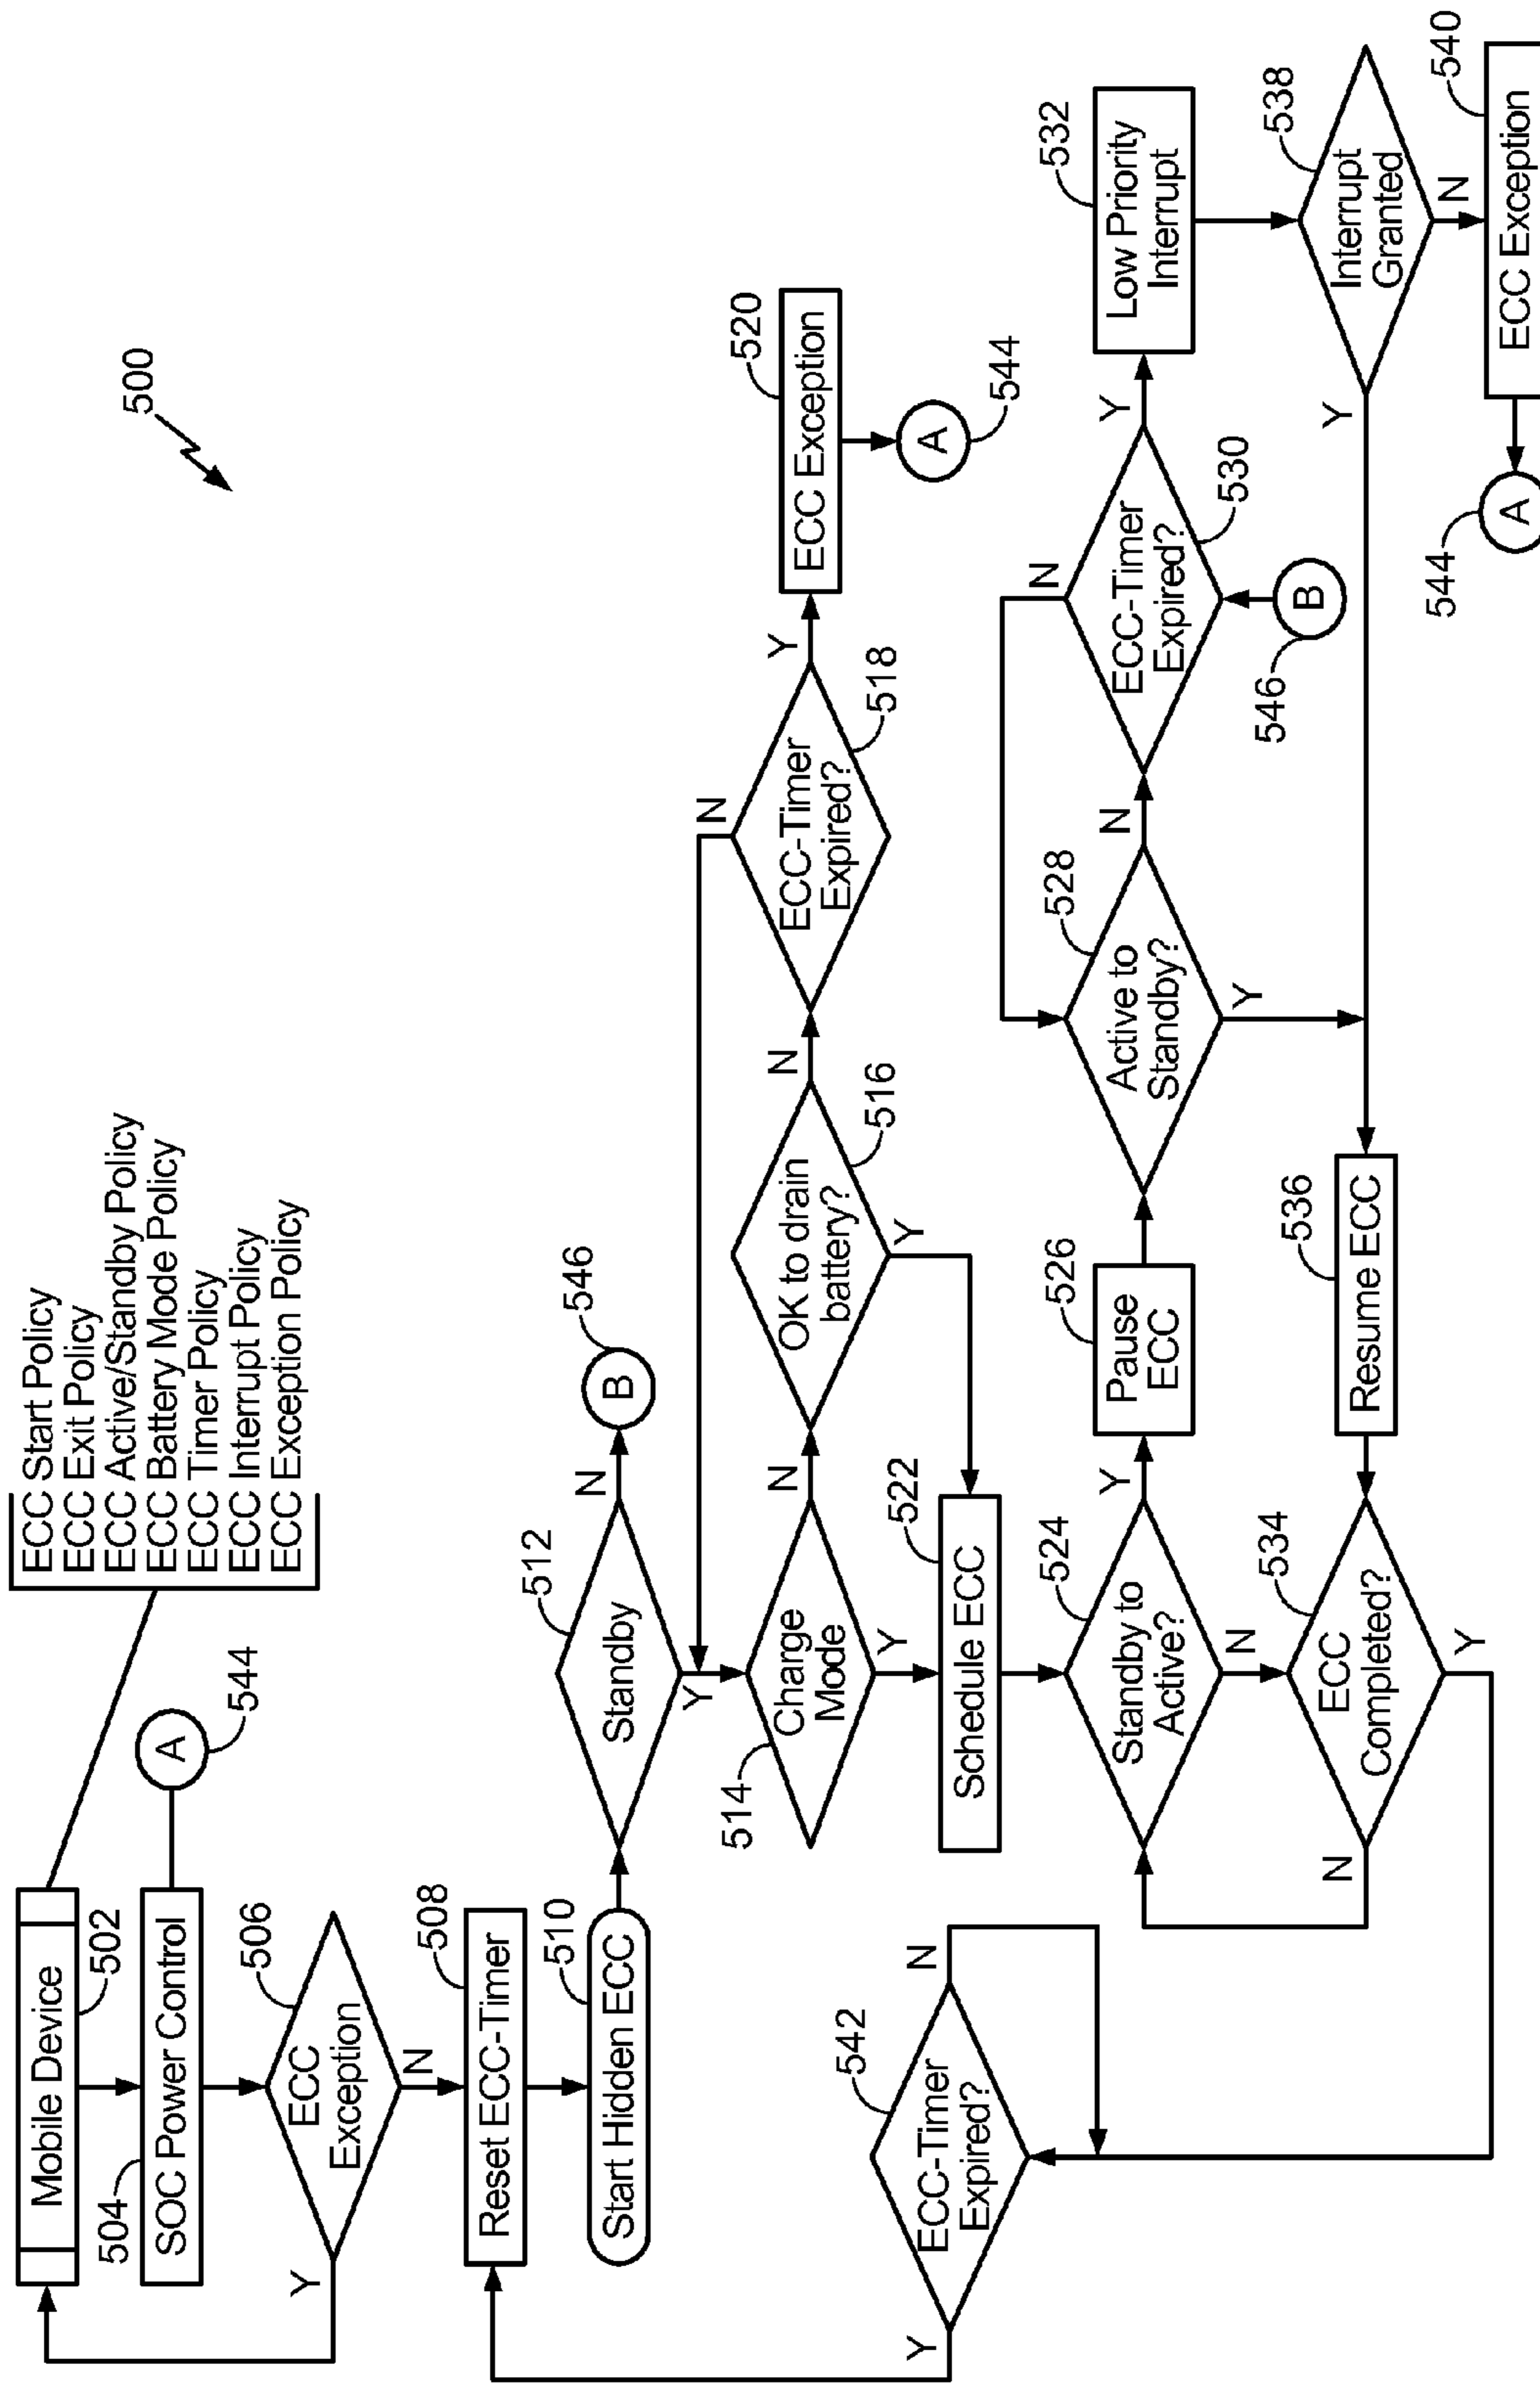 500
ECC Start Policy
ECC Exit Policy
ECC Active/Standby Policy
ECC Battery Mode Policy
ECC Timer Policy
ECC Interrupt Policy
ECC Exception Policy
Mobile Device
502
504
SOC Power Control
A
544
506
ECC
Exception
Y
N
508
Reset ECC-Timer
510
Start Hidden ECC
512
Standby
N
B
546
Y
514
Charge
Mode
N
Y
516
OK to drain
battery?
N
Y
518
ECC-Timer
Expired?
N
Y
520
ECC Exception
A
544
522
Schedule ECC
524
Standby to
Active?
Y
N
526
Pause
ECC
528
Active to
Standby?
N
Y
530
ECC-Timer
Expired?
N
Y
B
546
532
Low Priority
Interrupt
534
ECC
Completed?
N
Y
536
Resume ECC
538
Interrupt
Granted
Y
N
540
ECC Exception
A
544
542
ECC-Timer
Expired?
N
Y